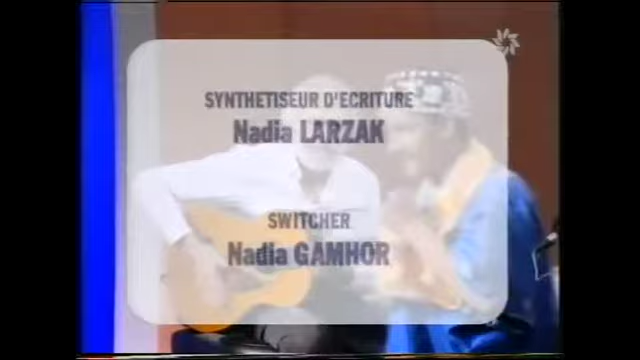 SYNTHETISEUR D'ECRITURE
Nadia LARZAK
SWITCHER
Nadia GAMHOR